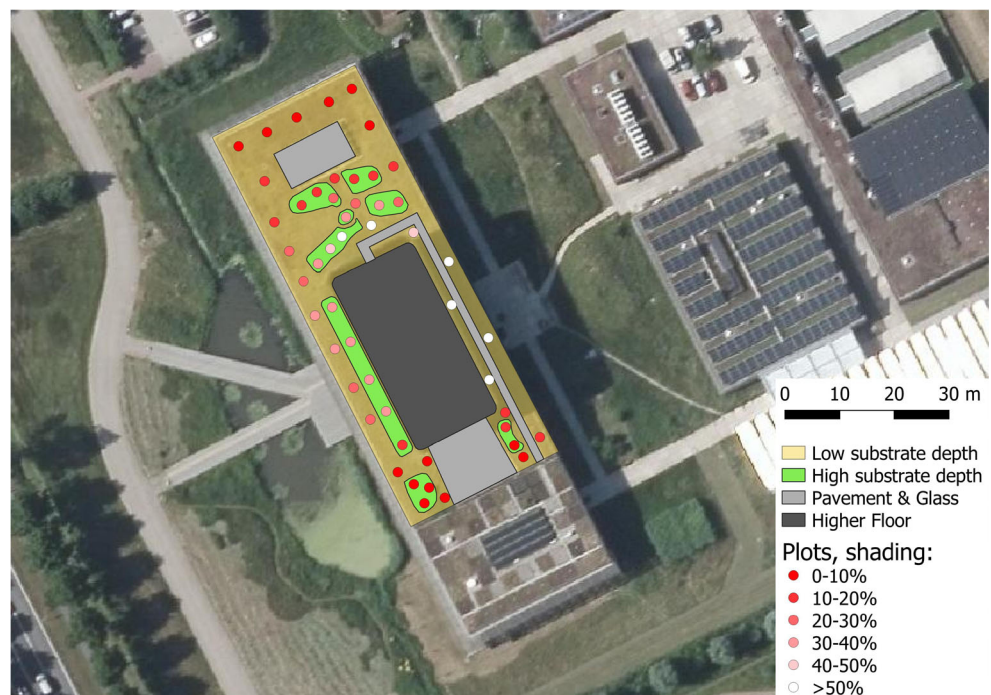 0 10 20 30 m
Low substrate depth
High substrate depth
Pavement & Glass
Higher Floor
Plots, shading:
0-10%
10-20%
20-30%
30-40%
40-50%
>50%